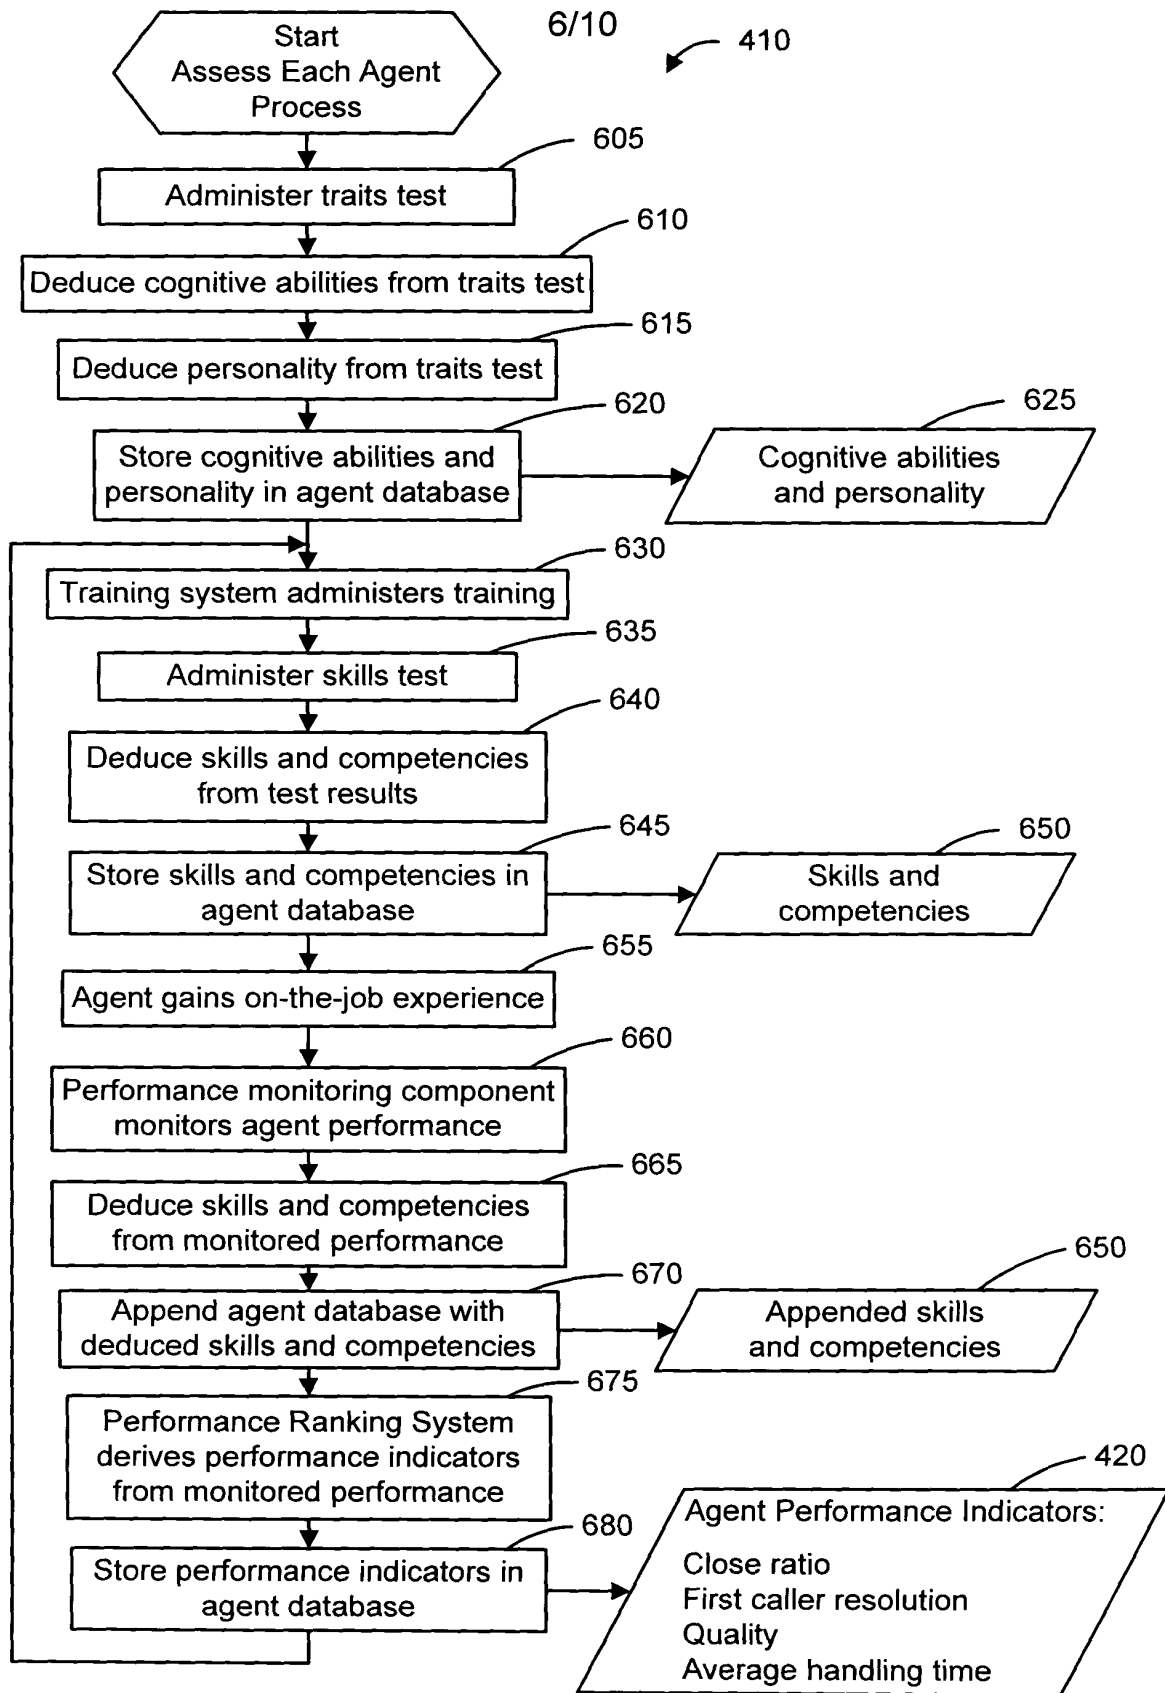 6/10
410
Start
Assess Each Agent
Process
605
Administer traits test
610
Deduce cognitive abilities from traits test
615
Deduce personality from traits test
620
Store cognitive abilities and
personality in agent database
625
Cognitive abilities
and personality
630
Training system administers training
635
Administer skills test
640
Deduce skills and competencies
from test results
645
Store skills and competencies in
agent database
650
Skills and
competencies
655
Agent gains on-the-job experience
660
Performance monitoring component
monitors agent performance
665
Deduce skills and competencies
from monitored performance
670
Append agent database with
deduced skills and competencies
650
Appended skills
and competencies
675
Performance Ranking System
derives performance indicators
from monitored performance
680
Store performance indicators in
agent database
420
Agent Performance Indicators:
Close ratio
First caller resolution
Quality
Average handling time